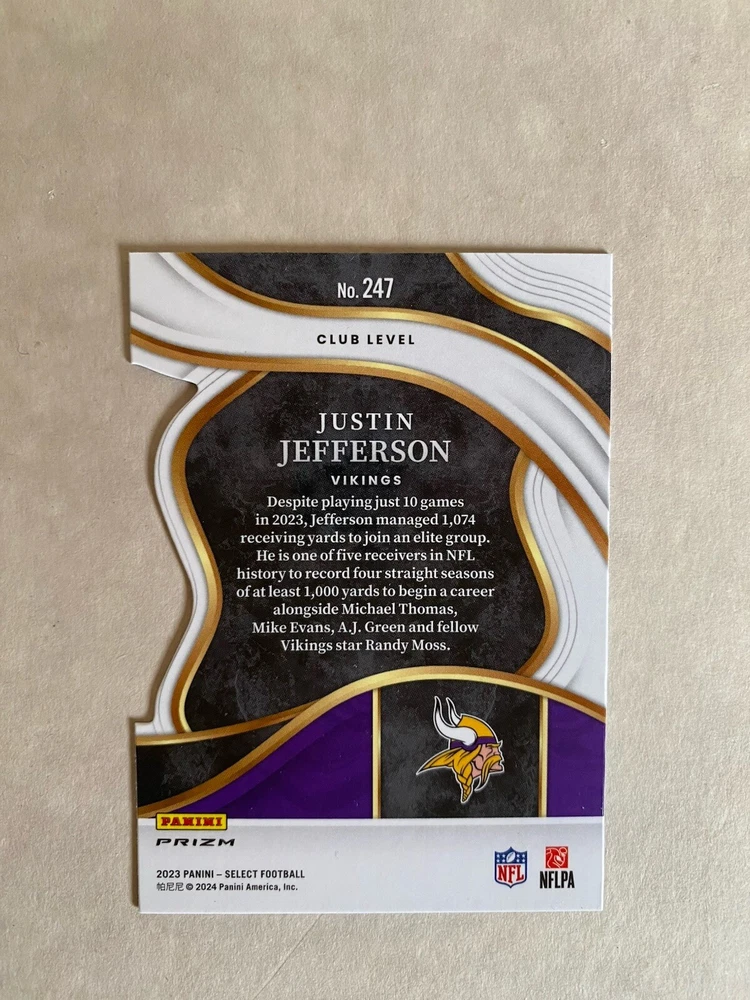 No. 247
CLUB LEVEL
JUSTIN
JEFFERSON
VIKINGS
Despite playing just 10 games
in 2023, Jefferson managed 1,074
receiving yards to join an elite group.
He is one of five receivers in NFL
history to record four straight seasons
of at least 1,000 yards to begin a career
alongside Michael Thomas,
Mike Evans, A.J. Green and fellow
Vikings star Randy Moss.
PANINI
PRIZM
2023 PANINI – SELECT FOOTBALL
帕尼尼 © 2024 Panini America, Inc.
NFL
NFLPA